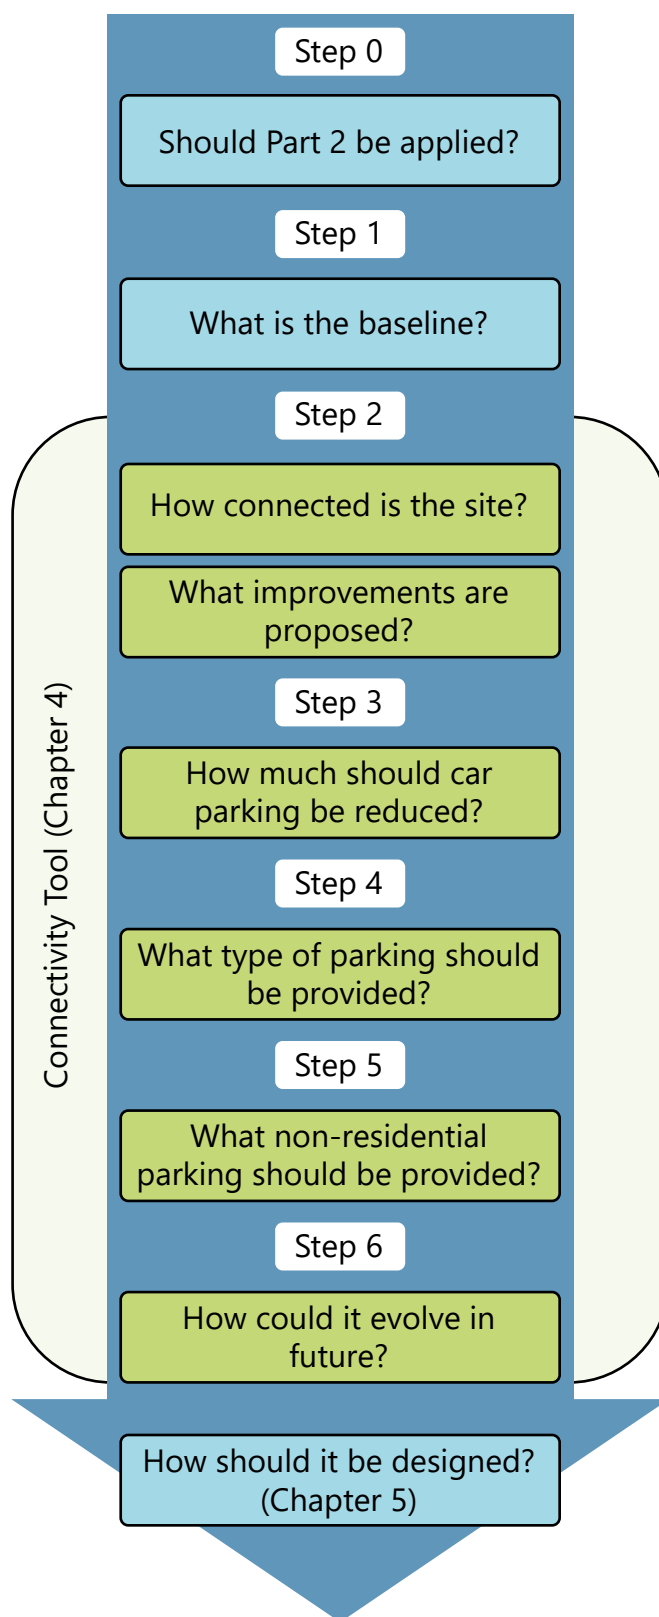 Step 0
Should Part 2 be applied?
Step 1
What is the baseline?
Step 2
How connected is the site?
What improvements are
proposed?
Step 3
How much should car
parking be reduced?
Step 4
What type of parking should
be provided?
Step 5
What non-residential
parking should be provided?
Step 6
How could it evolve in
future?
Connectivity Tool (Chapter 4)
How should it be designed?
(Chapter 5)